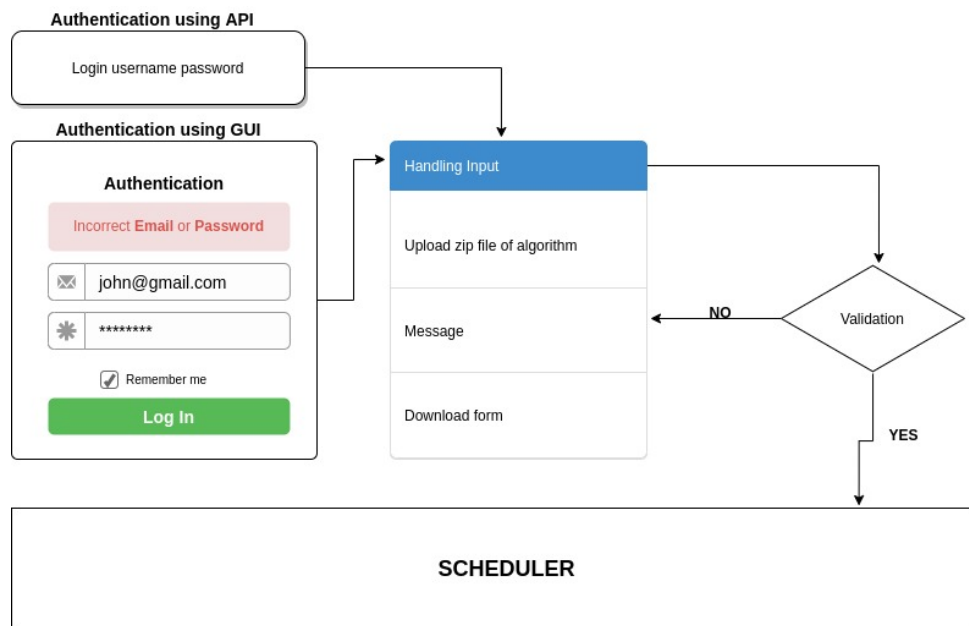 Authentication using API
Login username password
Authentication using GUI
Authentication
Incorrect Email or Password
john@gmail.com
********
Remember me
Log In
Handling Input
Upload zip file of algorithm
Message
Download form
NO
Validation
YES
SCHEDULER